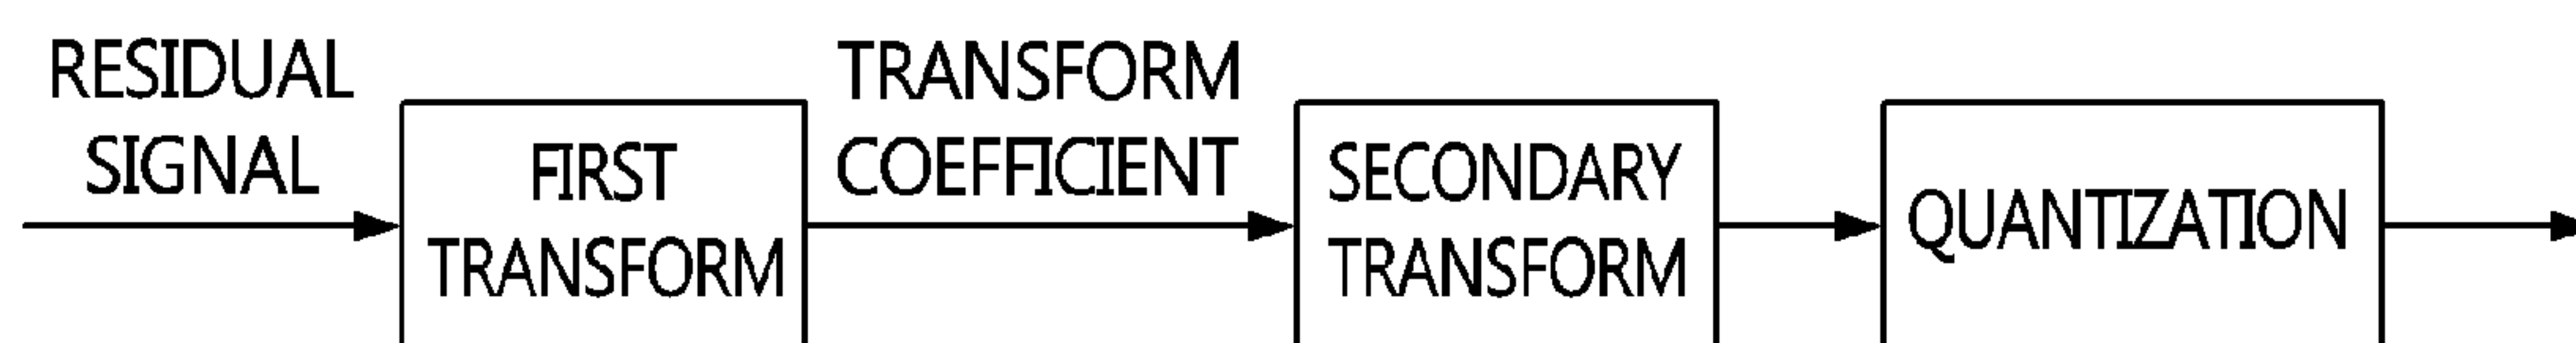 RESIDUAL
SIGNAL
FIRST
TRANSFORM
TRANSFORM
COEFFICIENT
SECONDARY
TRANSFORM
QUANTIZATION